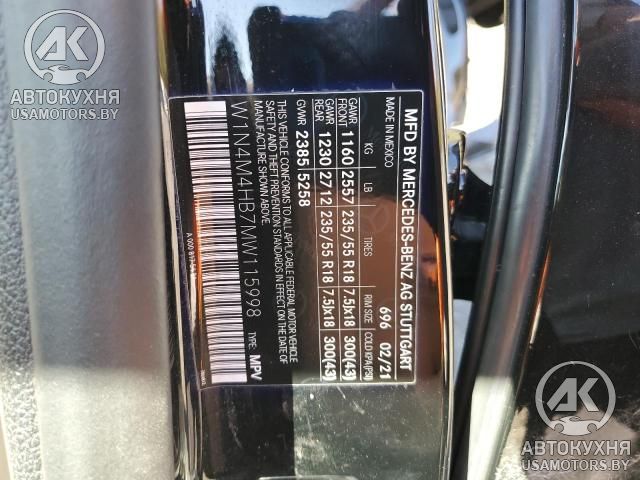 MFD BY MERCEDES-BENZ AG STUTTGART
MADE IN MEXICO 696 02/21
KG LB TIRES RIM SIZE COLD KPA(PSI)
GAWR FRONT 1160 2557 235/55 R18 7.5Jx18 300(43)
GAWR REAR 1230 2712 235/55 R18 7.5Jx18 300(43)
GVWR 2385 5258
THIS VEHICLE CONFORMS TO ALL APPLICABLE FEDERAL MOTOR VEHICLE
SAFETY AND THEFT PREVENTION STANDARDS IN EFFECT ON THE DATE OF
MANUFACTURE SHOWN ABOVE.
W1N4M4HB7MW115998 TYPE: MPV
АК
АВТОКУХНЯ
USAMOTORS.BY
АК
АВТОКУХНЯ
USAMOTORS.BY